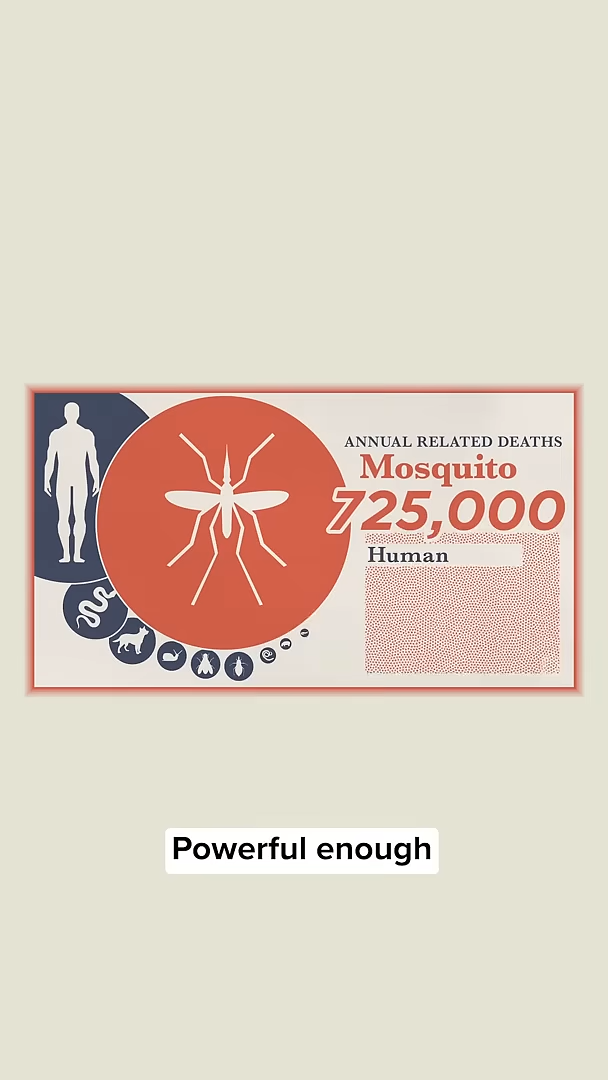 ANNUAL RELATED DEATHS
Mosquito
725,000
Human
Powerful enough